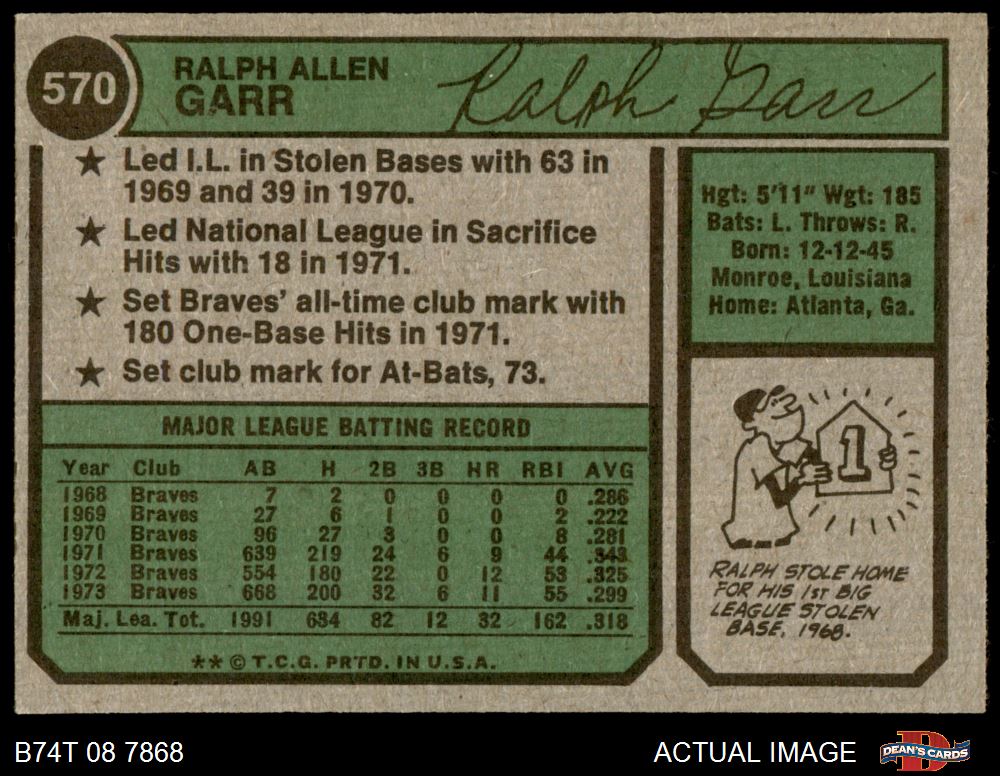 570
RALPH ALLEN
GARR
Ralph Garr
★ Led I.L. in Stolen Bases with 63 in
1969 and 39 in 1970.
★ Led National League in Sacrifice
Hits with 18 in 1971.
★ Set Braves' all-time club mark with
180 One-Base Hits in 1971.
★ Set club mark for At-Bats, 73.
MAJOR LEAGUE BATTING RECORD
Year Club AB H 2B 3B HR RBI AVG
1968 Braves 7 2 0 0 0 0 .286
1969 Braves 27 6 1 0 0 2 .222
1970 Braves 96 27 3 0 0 8 .281
1971 Braves 639 219 24 6 9 44 .343
1972 Braves 554 180 22 0 12 53 .325
1973 Braves 668 200 32 6 11 55 .299
Maj. Lea. Tot. 1991 634 82 12 32 162 .318
** © T.C.G. PRTD. IN U.S.A.
Hgt: 5'11" Wgt: 185
Bats: L. Throws: R.
Born: 12-12-45
Monroe, Louisiana
Home: Atlanta, Ga.
1
RALPH STOLE HOME
FOR HIS 1ST BIG
LEAGUE STOLEN
BASE, 1968.
B74T 08 7868
ACTUAL IMAGE
D
DEAN'S CARDS